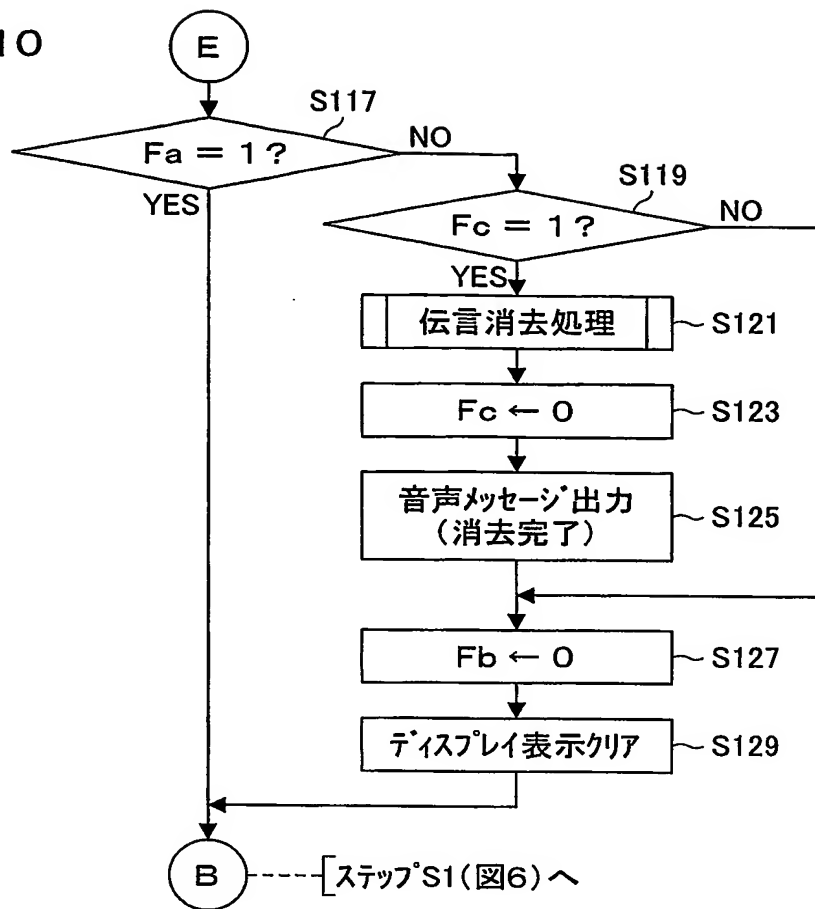 10
E
S117
Fa = 1?
NO
YES
S119
Fc = 1?
NO
YES
伝言消去処理
S121
Fc ← 0
S123
音声メッセージ出力
(消去完了)
S125
Fb ← 0
S127
ディスプレイ表示クリア
S129
B
ステップS1(図6)へ